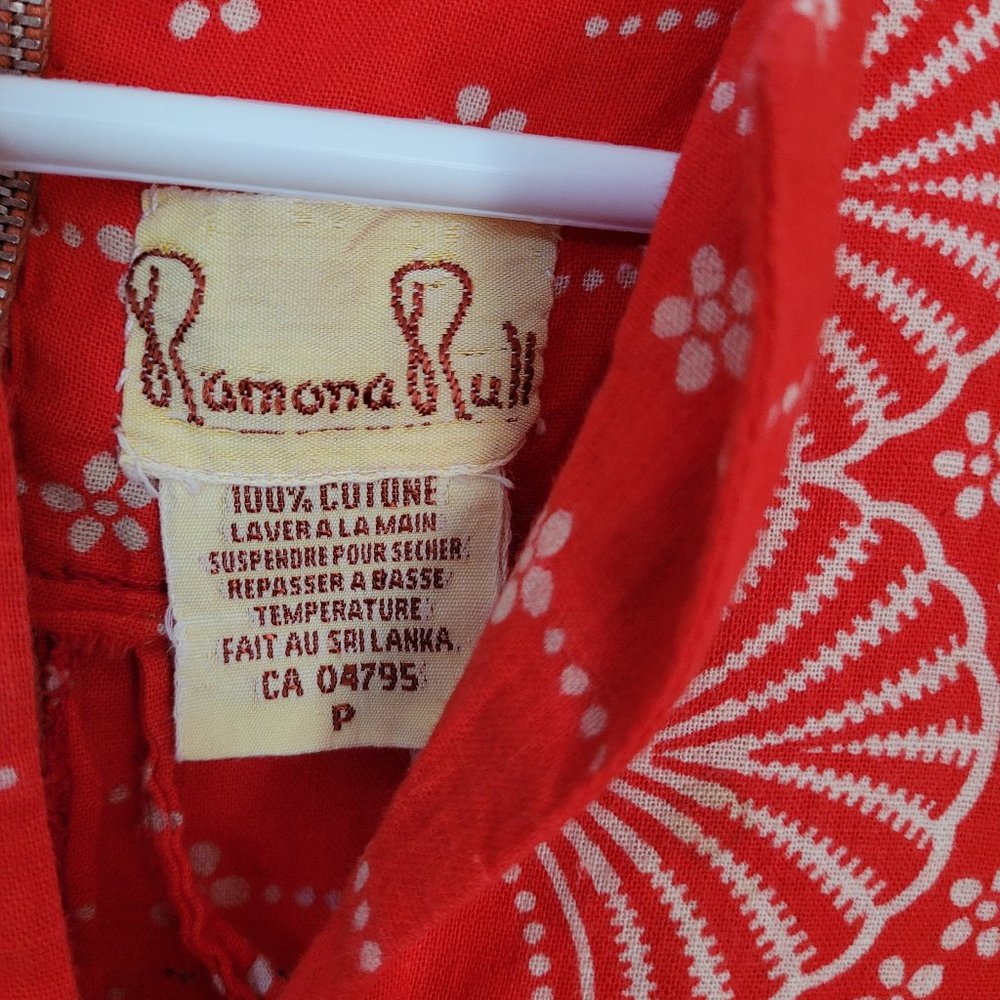 Ramona Rull
100% COTONE
LAVER A LA MAIN
SUSPENDRE POUR SECHER
REPASSER A BASSE
TEMPERATURE
FAIT AU SRI LANKA
CA 04795
P